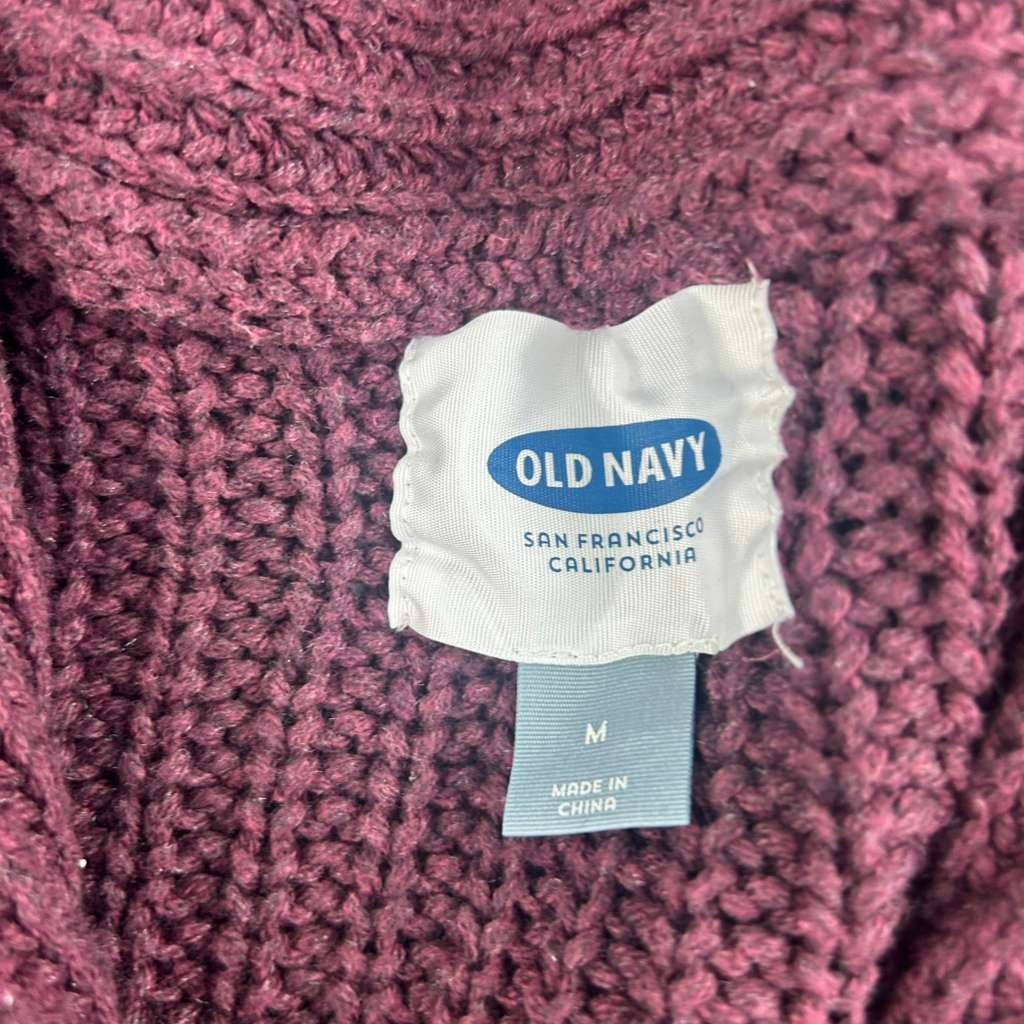 OLD NAVY
SAN FRANCISCO
CALIFORNIA
M
MADE IN
CHINA